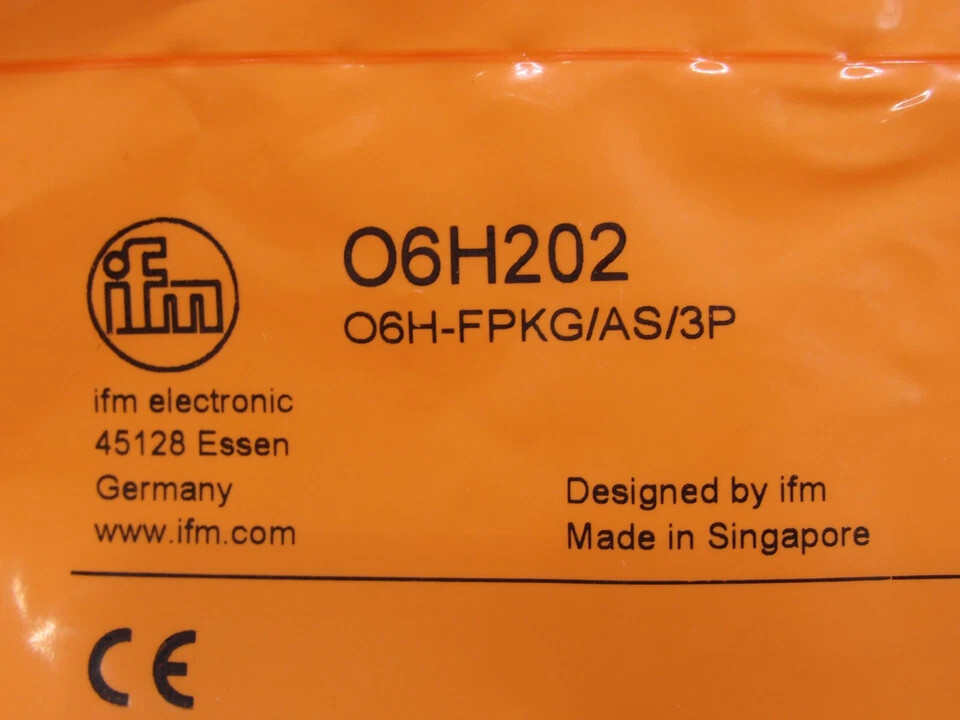 ifm
O6H202
O6H-FPKG/AS/3P
ifm electronic
45128 Essen
Germany
www.ifm.com
Designed by ifm
Made in Singapore
CE